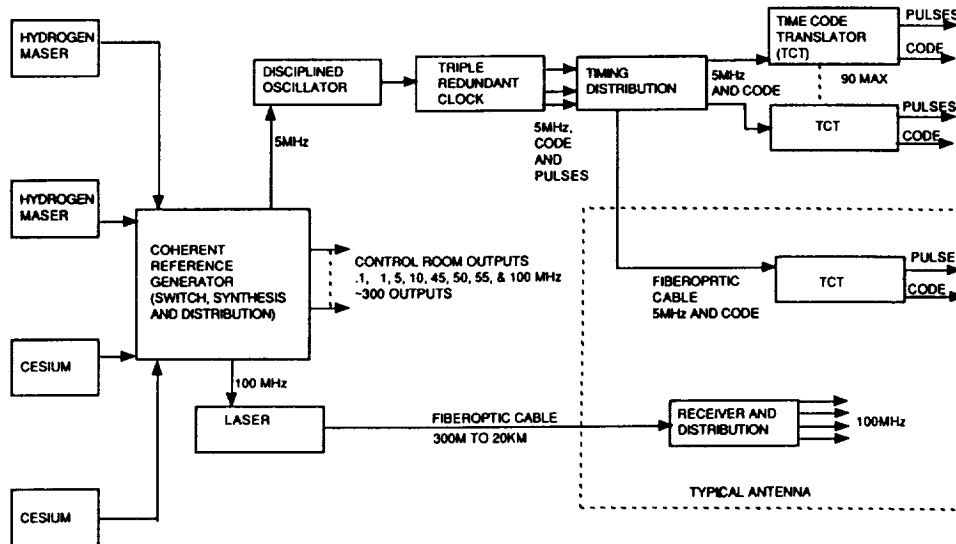 HYDROGEN
MASER
HYDROGEN
MASER
CESIUM
CESIUM
COHERENT
REFERENCE
GENERATOR
(SWITCH, SYNTHESIS
AND DISTRIBUTION)
5MHz
DISCIPLINED
OSCILLATOR
TRIPLE
REDUNDANT
CLOCK
5MHz,
CODE
AND
PULSES
TIMING
DISTRIBUTION
5MHz
AND CODE
TIME CODE
TRANSLATOR
(TCT)
PULSES
CODE
90 MAX
TCT
PULSES
CODE
CONTROL ROOM OUTPUTS
.1, 1, 5, 10, 45, 50, 55, & 100 MHz
~300 OUTPUTS
FIBEROPRTIC
CABLE
5MHz AND CODE
TCT
PULSE
CODE
100 MHz
LASER
FIBEROPTIC CABLE
300M TO 20KM
RECEIVER AND
DISTRIBUTION
100MHz
TYPICAL ANTENNA